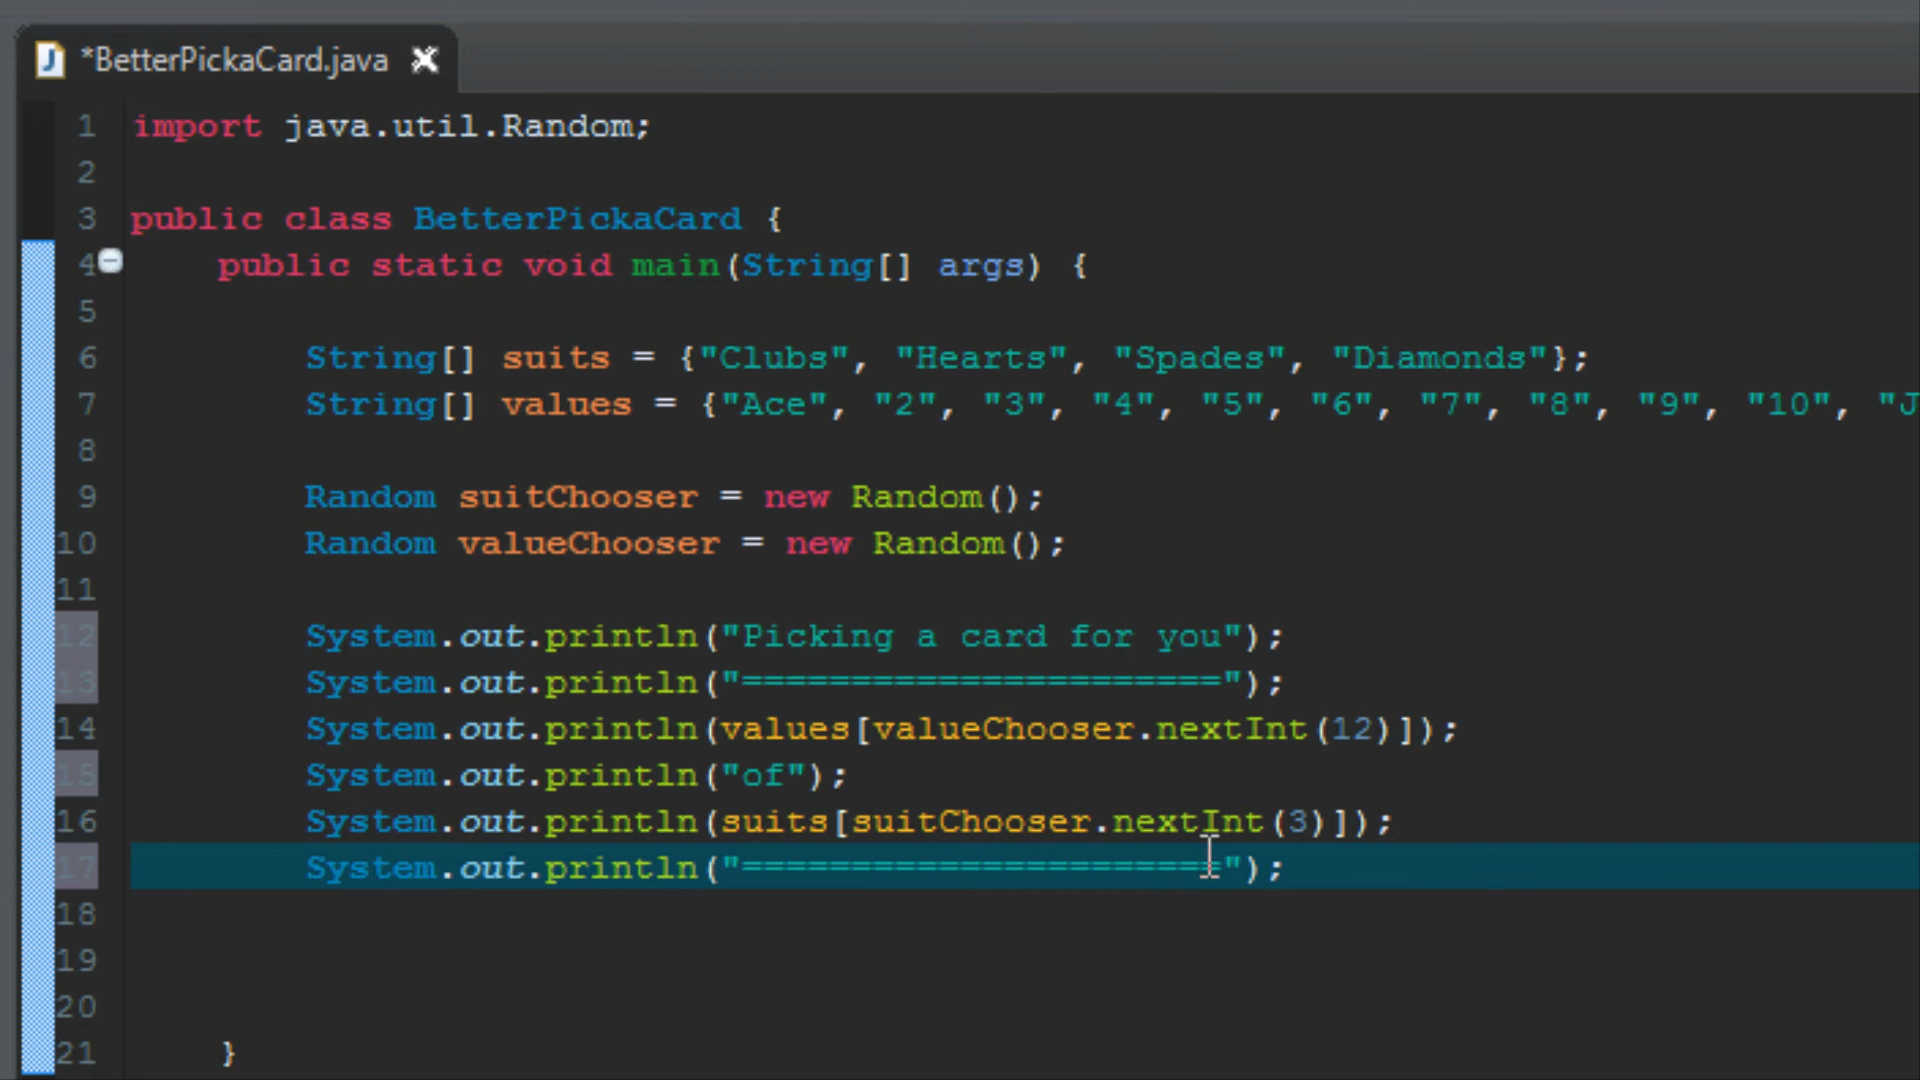 *BetterPickaCard.java
1 import java.util.Random;
2
3 public class BetterPickaCard {
4 public static void main(String[] args) {
5
6 String[] suits = {"Clubs", "Hearts", "Spades", "Diamonds"};
7 String[] values = {"Ace", "2", "3", "4", "5", "6", "7", "8", "9", "10", "J
8
9 Random suitChooser = new Random();
10 Random valueChooser = new Random();
11
12 System.out.println("Picking a card for you");
13 System.out.println("======================");
14 System.out.println(values[valueChooser.nextInt(12)]);
15 System.out.println("of");
16 System.out.println(suits[suitChooser.nextInt(3)]);
17 System.out.println("======================");
18
19
20
21 }